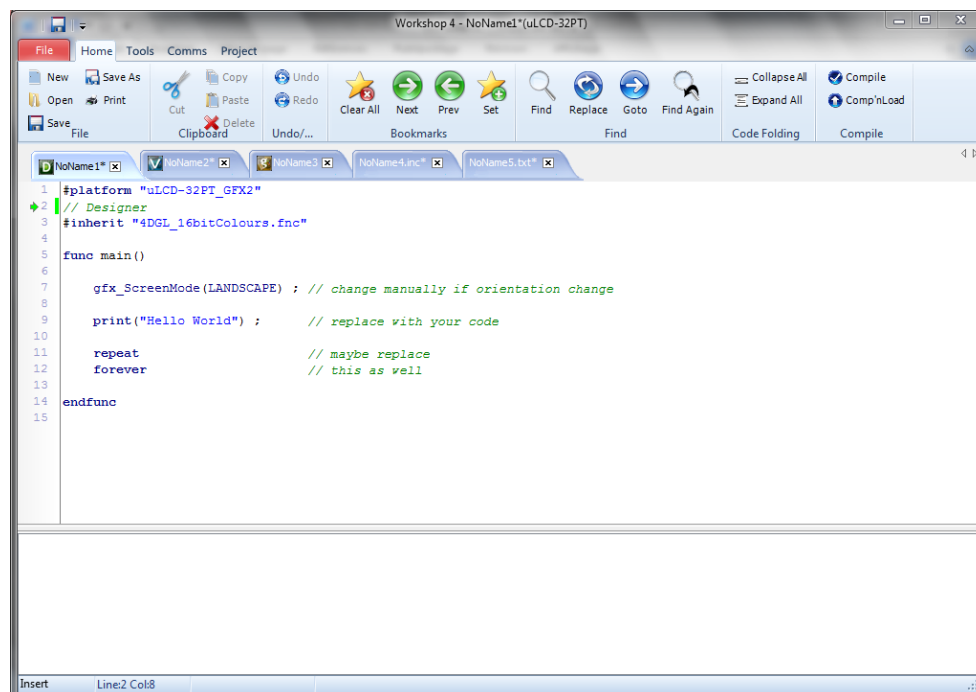 Workshop 4 - NoName1*(uLCD-32PT)
File Home Tools Comms Project
New Save As Copy Undo Collapse All Compile
Open Print Cut Paste Redo Clear All Next Prev Set Find Replace Goto Find Again Expand All Comp'nLoad
Save Delete
File Clipboard Undo/... Bookmarks Find Code Folding Compile
NoName1* NoName2* NoName3 NoName4.inc* NoName5.txt*
1 #platform "uLCD-32PT_GFX2"
2 // Designer
3 #inherit "4DGL_16bitColours.fnc"
4
5 func main()
6
7 gfx_ScreenMode(LANDSCAPE) ; // change manually if orientation change
8
9 print("Hello World") ; // replace with your code
10
11 repeat // maybe replace
12 forever // this as well
13
14 endfunc
15
Insert Line:2 Col:8